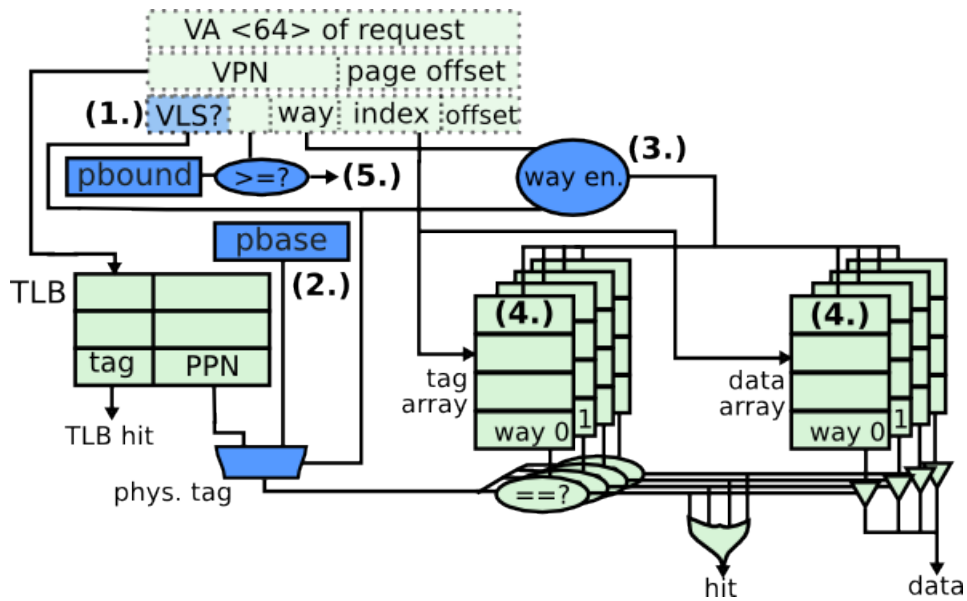 VA <64> of request
VPN page offset
(1.) VLS? way index offset
pbound >=? (5.) way en. (3.)
pbase
(2.)
TLB
(4.) (4.)
tag PPN
tag array
data array
way 0 1
way 0 1
TLB hit
phys. tag
==?
hit
data